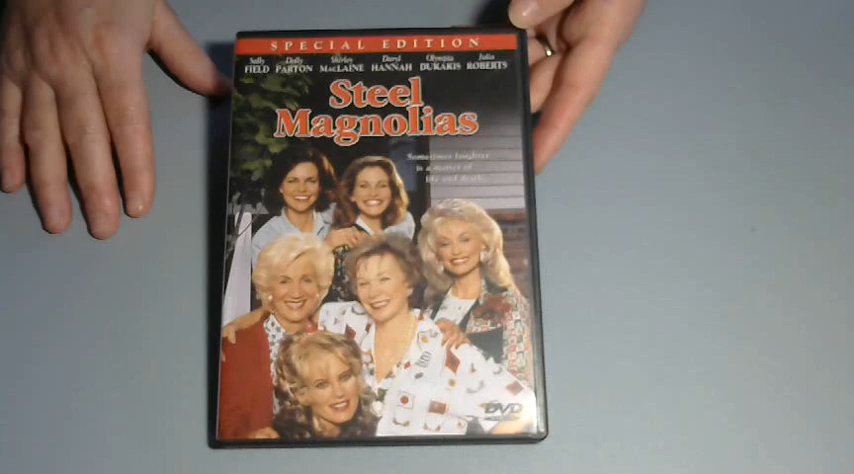 SPECIAL EDITION
Sally FIELD Dolly PARTON Shirley MACLAINE Daryl HANNAH Olympia DUKAKIS Julia ROBERTS
Steel
Magnolias
Sometimes laughter
is a matter of
life and death.
DVD